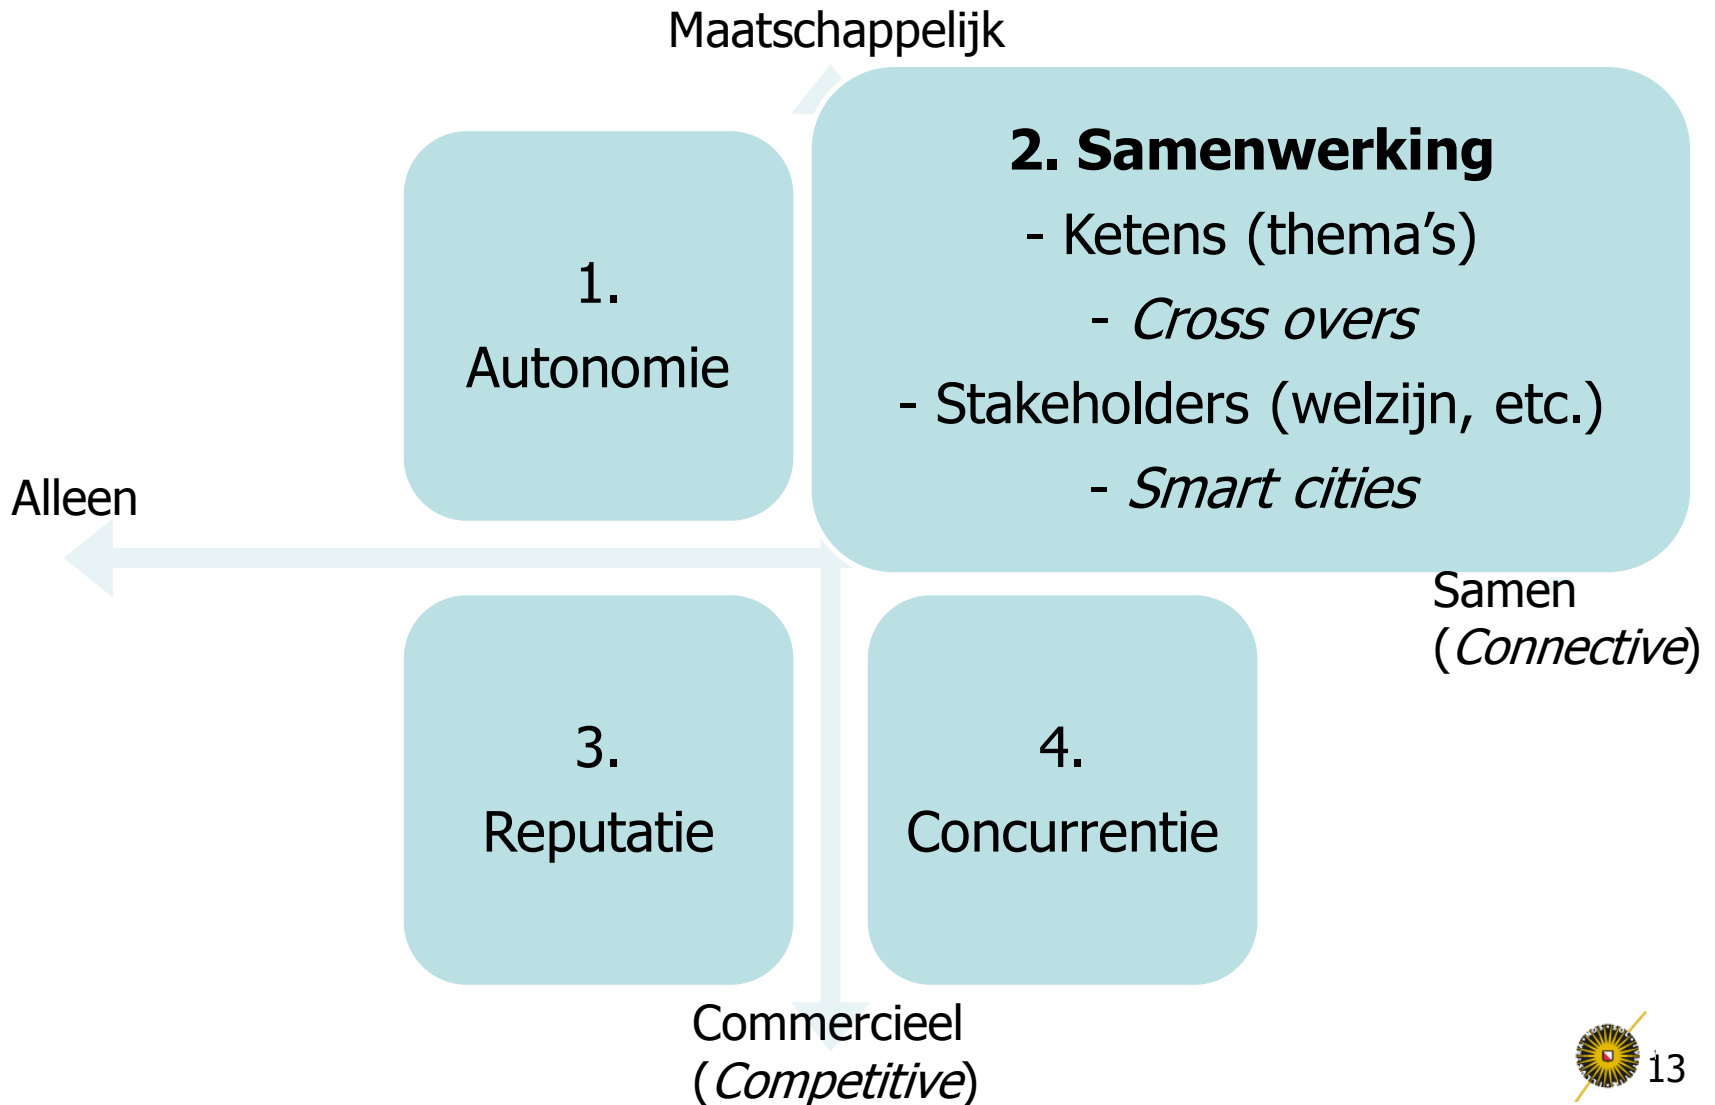 Maatschappelijk
1.
Autonomie
2. Samenwerking
- Ketens (thema’s)
- Cross overs
- Stakeholders (welzijn, etc.)
- Smart cities
Alleen
Samen
(Connective)
3.
Reputatie
4.
Concurrentie
Commercieel
(Competitive)
13